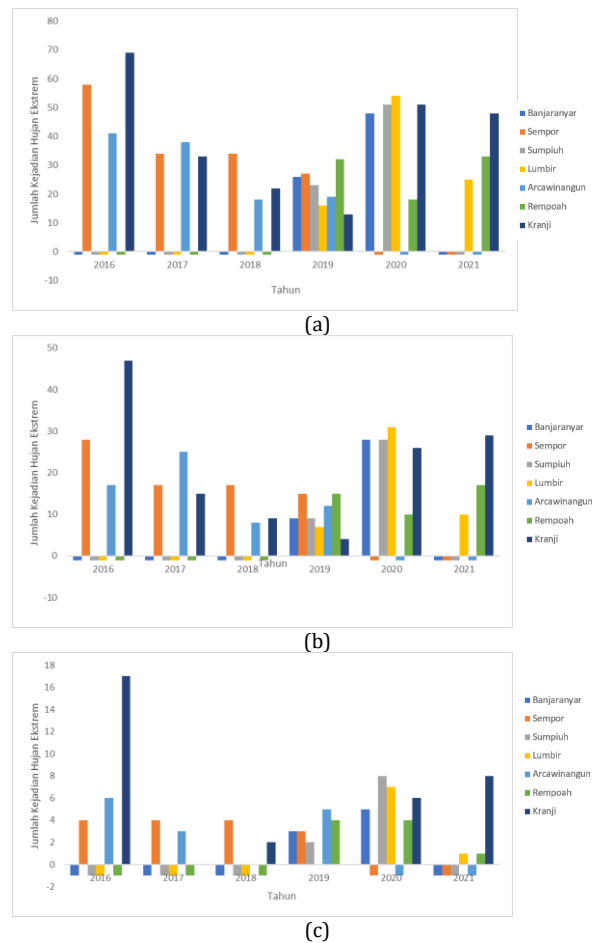 80
70
60
50
40
30
20
10
0
-10
Jumlah Kejadian Hujan Ekstrem
2016 2017 2018 2019 2020 2021
Tahun
Banjaranyar
Sempor
Sumpiuh
Lumbir
Arcawinangun
Rempoah
Kranji
(a)
50
40
30
20
10
0
-10
Jumlah Kejadian Hujan Ekstrem
2016 2017 2018 2019 2020 2021
Tahun
Banjaranyar
Sempor
Sumpiuh
Lumbir
Arcawinangun
Rempoah
Kranji
(b)
18
16
14
12
10
8
6
4
2
0
-2
Jumlah Kejadian Hujan Ekstrem
2016 2017 2018 2019 2020 2021
Tahun
Banjaranyar
Sempor
Sumpiuh
Lumbir
Arcawinangun
Rempoah
Kranji
(c)